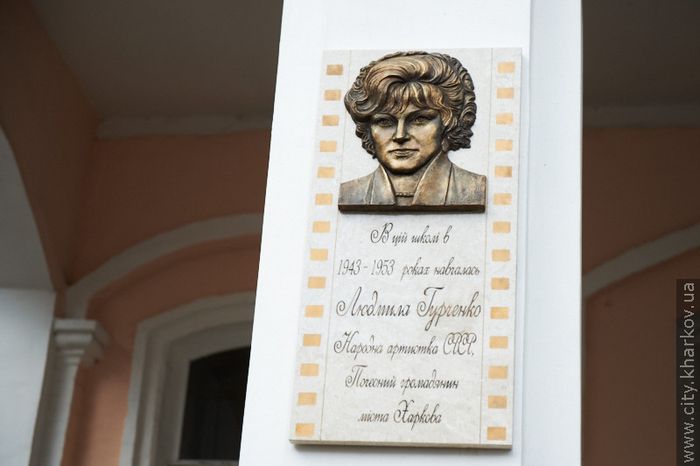 В цій школі в
1943 - 1953 роках навчалась
Людмила Гурченко
Народна артистка СРСР,
Почесний громадянин
міста Харкова
www.city.kharkov.ua